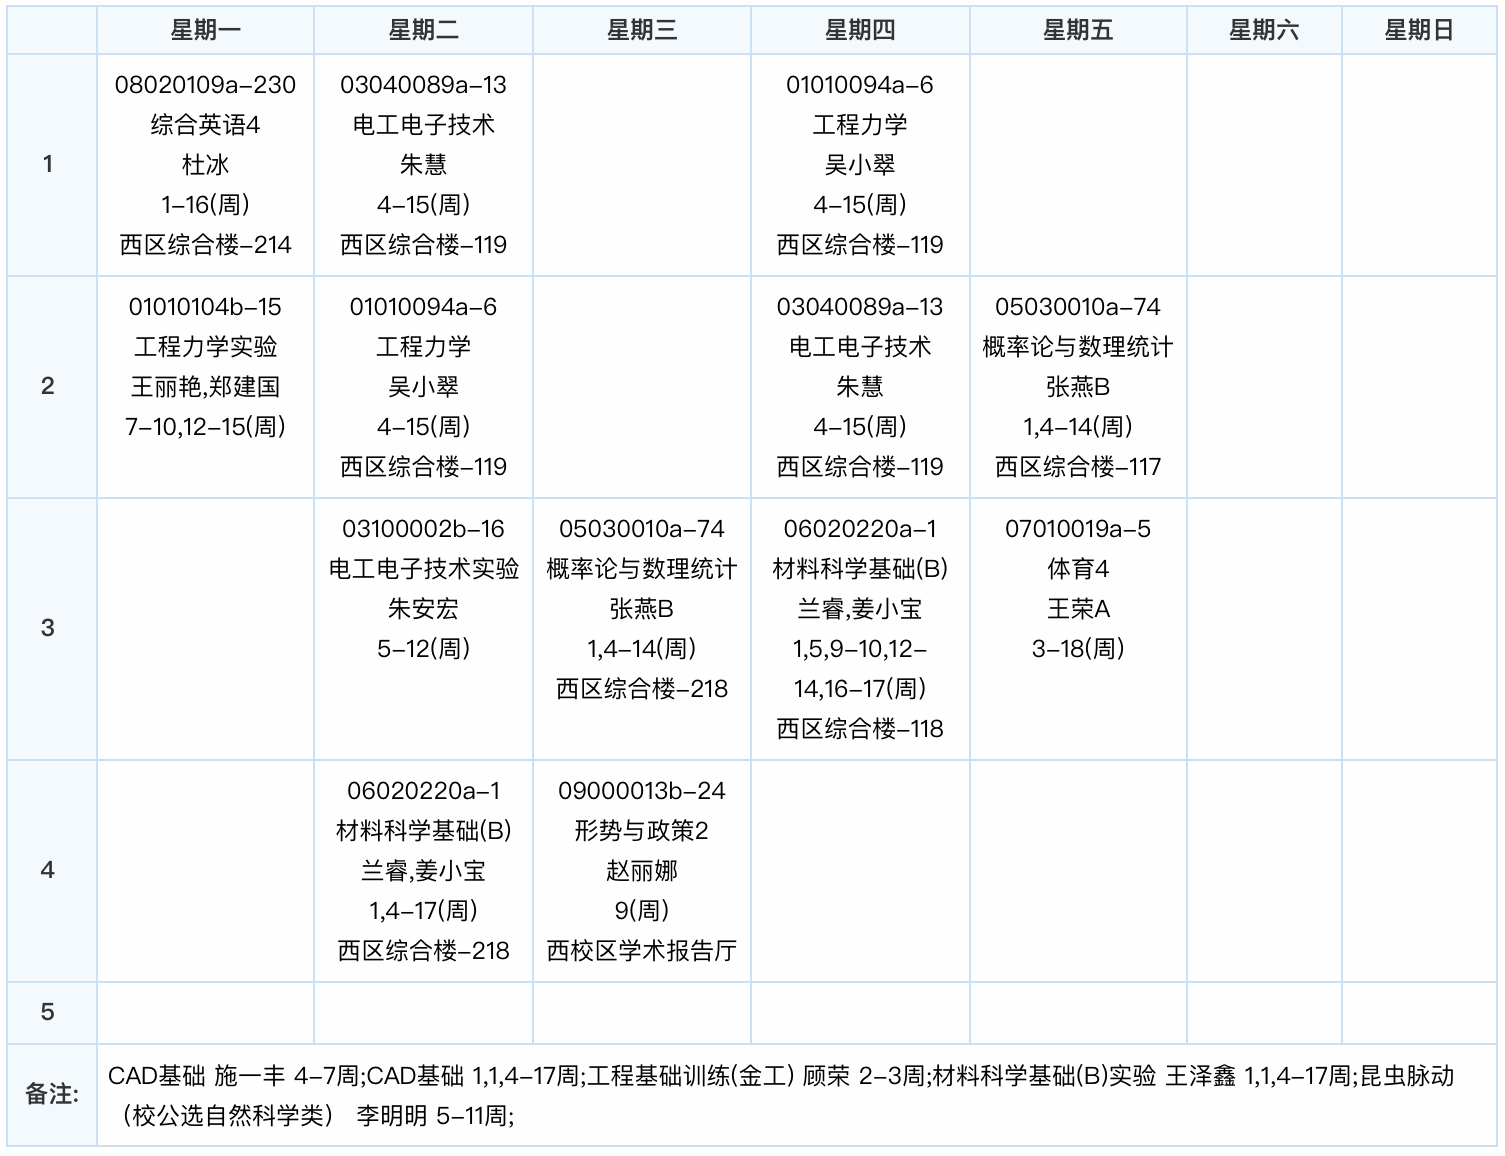 星期一
星期二
星期三
星期四
星期五
星期六
星期日
1
08020109a-230
综合英语4
杜冰
1-16(周)
西区综合楼-214
03040089a-13
电工电子技术
朱慧
4-15(周)
西区综合楼-119
01010094a-6
工程力学
吴小翠
4-15(周)
西区综合楼-119
2
01010104b-15
工程力学实验
王丽艳,郑建国
7-10,12-15(周)
01010094a-6
工程力学
吴小翠
4-15(周)
西区综合楼-119
03040089a-13
电工电子技术
朱慧
4-15(周)
西区综合楼-119
05030010a-74
概率论与数理统计
张燕B
1,4-14(周)
西区综合楼-117
3
03100002b-16
电工电子技术实验
朱安宏
5-12(周)
05030010a-74
概率论与数理统计
张燕B
1,4-14(周)
西区综合楼-218
06020220a-1
材料科学基础(B)
兰睿,姜小宝
1,5,9-10,12-
14,16-17(周)
西区综合楼-118
07010019a-5
体育4
王荣A
3-18(周)
4
06020220a-1
材料科学基础(B)
兰睿,姜小宝
1,4-17(周)
西区综合楼-218
09000013b-24
形势与政策2
赵丽娜
9(周)
西校区学术报告厅
5
备注:
CAD基础 施一丰 4-7周;CAD基础 1,1,4-17周;工程基础训练(金工) 顾荣 2-3周;材料科学基础(B)实验 王泽鑫 1,1,4-17周;昆虫脉动
（校公选自然科学类） 李明明 5-11周;